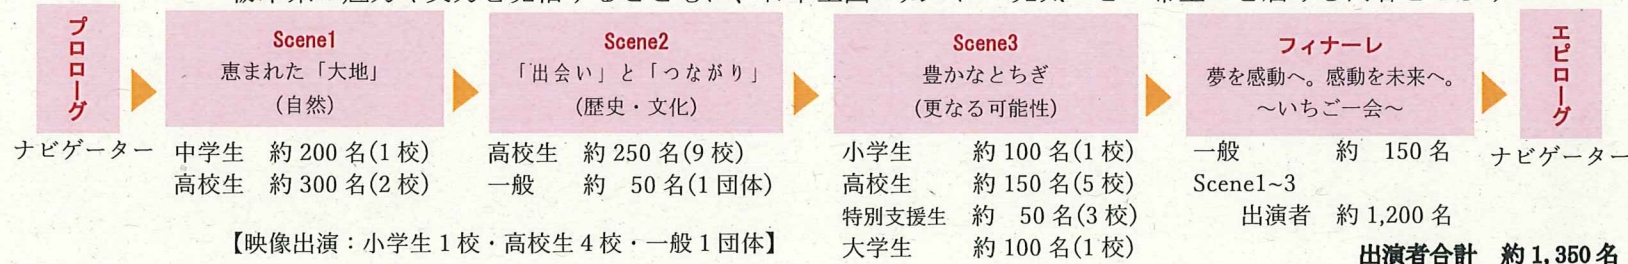 プロローグ
ナビゲーター
Scene1
恵まれた「大地」
(自然)
中学生 約200名(1校)
高校生 約300名(2校)
Scene2
「出会い」と「つながり」
(歴史・文化)
高校生 約250名(9校)
一般 約 50名(1団体)
【映像出演：小学生1校・高校生4校・一般1団体】
Scene3
豊かなとちぎ
(更なる可能性)
小学生 約100名(1校)
高校生 約150名(5校)
特別支援生 約 50名(3校)
大学生 約100名(1校)
フィナーレ
夢を感動へ。感動を未来へ。
～いちご一会～
一般 約 150名
Scene1~3
出演者 約1,200名
エピローグ
ナビゲーター
出演者合計 約1,350名